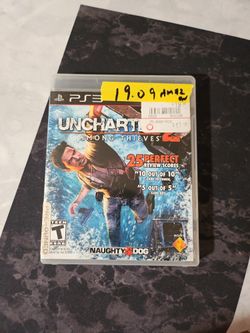 PS3
19.09 AMAZ
UNCHARTED 2
AMONG THIEVES
25 PERFECT
REVIEW SCORES
"10 OUT OF 10"
"5 OUT OF 5"
TEEN
T
NAUGHTY DOG